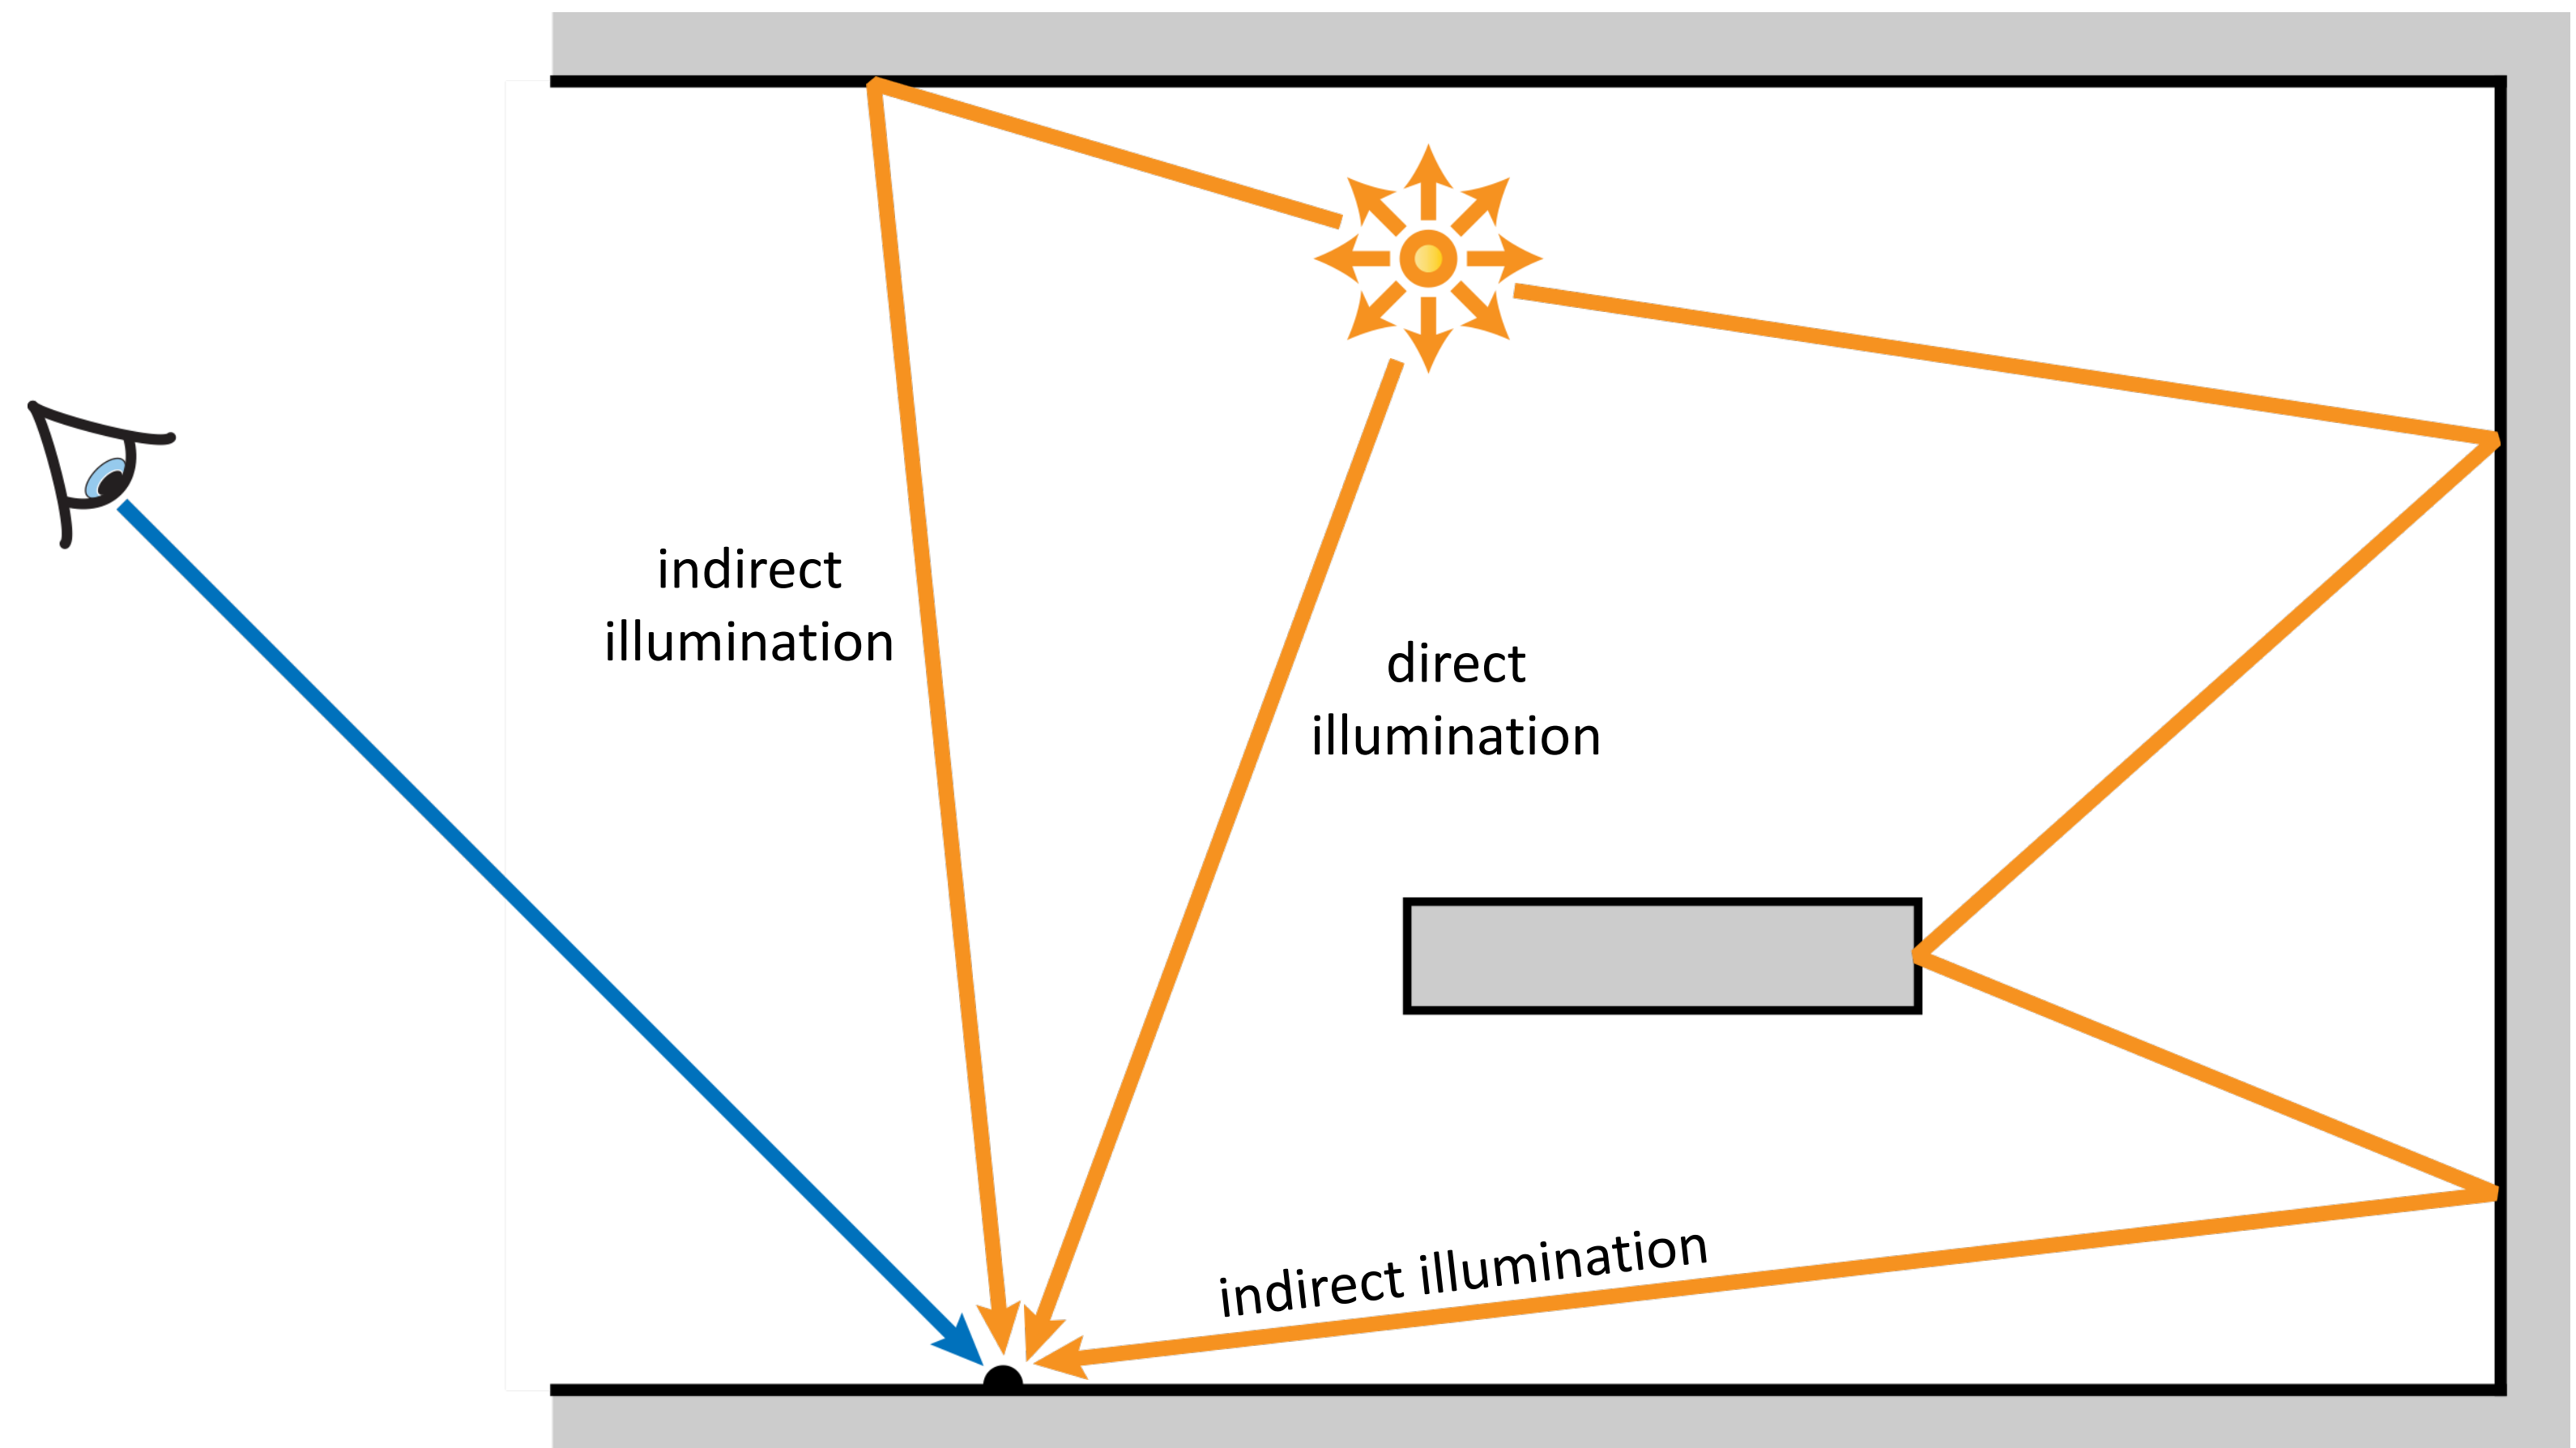 indirect
illumination
direct
illumination
indirect illumination